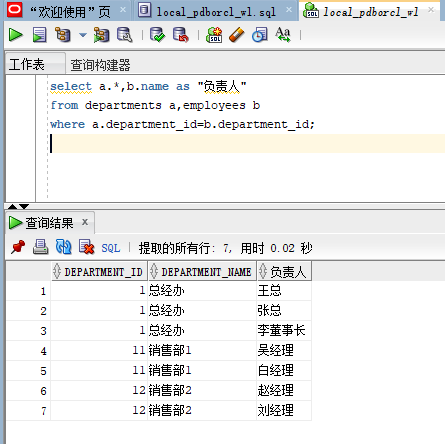 “欢迎使用”页 local_pdborcl_wl.sql local_pdborcl_wl
SQL Aa
工作表 查询构建器
select a.*,b.name as "负责人"
from departments a,employees b
where a.department_id=b.department_id;
查询结果 x
SQL | 提取的所有行: 7, 用时 0.02 秒
DEPARTMENT_ID DEPARTMENT_NAME 负责人
1 1 总经办 王总
2 1 总经办 张总
3 1 总经办 李董事长
4 11 销售部1 吴经理
5 11 销售部1 白经理
6 12 销售部2 赵经理
7 12 销售部2 刘经理